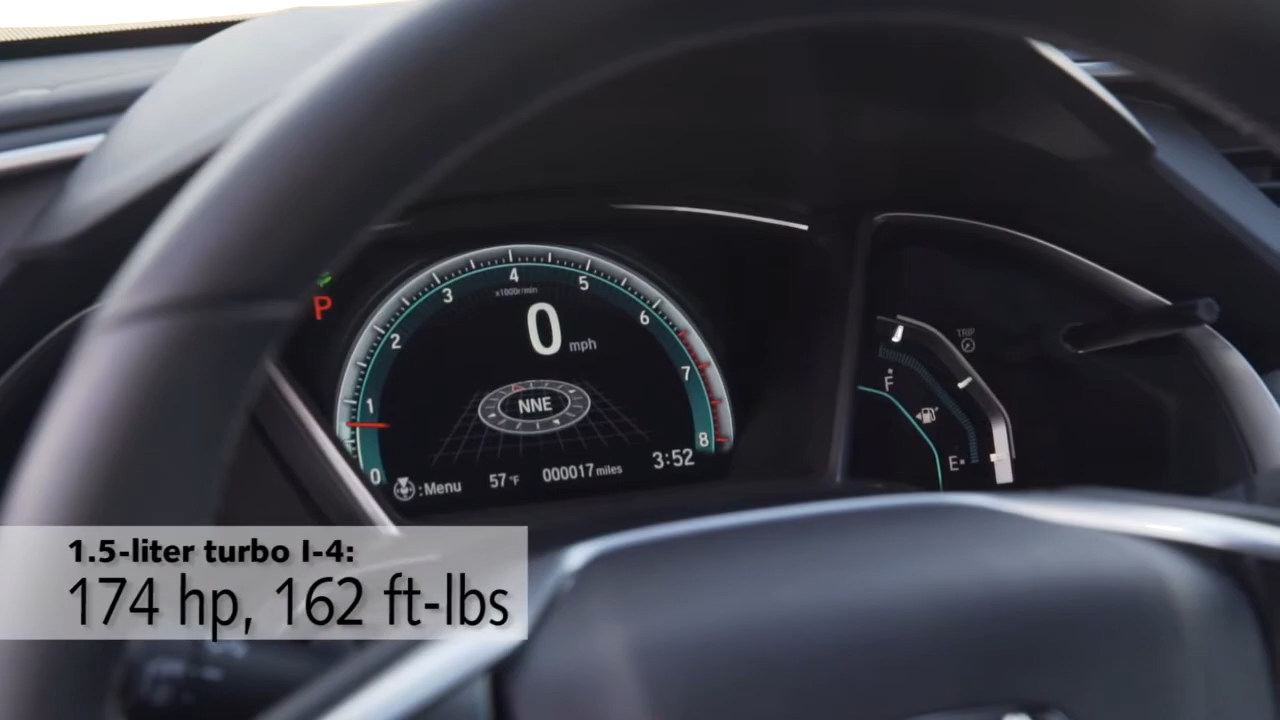 4
3
5
x1000r/min
2
6
0 mph
P
7
1
NNE
8
0
:Menu
57°F
000017 miles
3:52
TRIP
F
E
1.5-liter turbo I-4:
174 hp, 162 ft-lbs